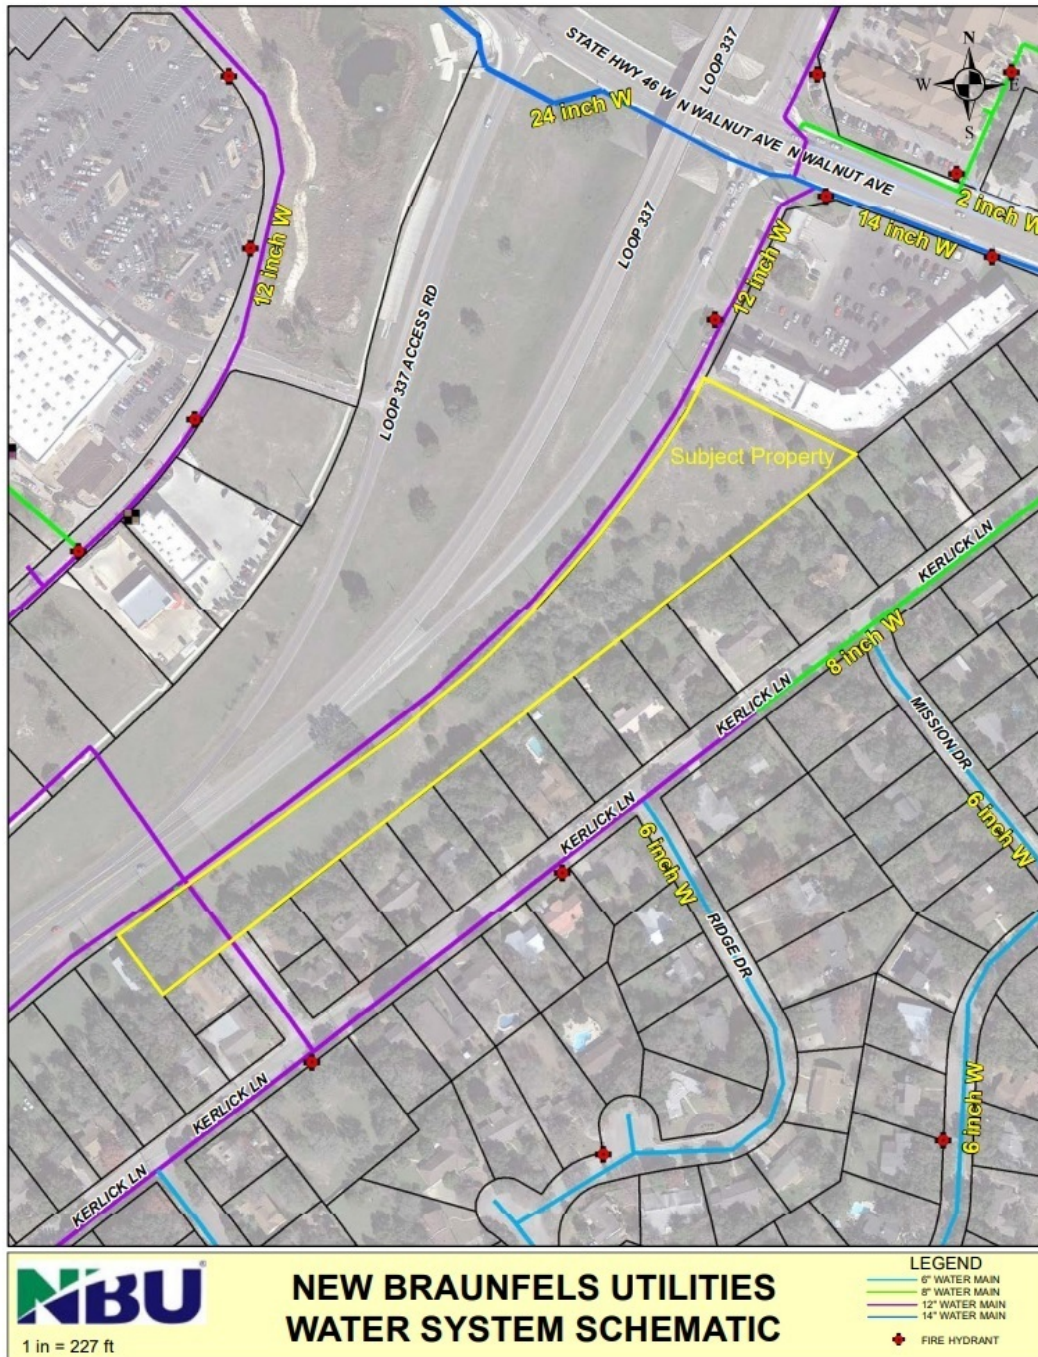 STATE HWY 46 W N WALNUT AVE N WALNUT AVE
LOOP 337
N
W E
S
24 inch W
2 inch W
14 inch W
12 inch W
12 inch W
LOOP 337
LOOP 337 ACCESS RD
Subject Property
KERLICK LN
8 inch W
KERLICK LN
MISSION DR
6 inch W
KERLICK LN
6 inch W
RIDGE DR
6 inch W
KERLICK LN
KERLICK LN
NBU®
1 in = 227 ft
NEW BRAUNFELS UTILITIES
WATER SYSTEM SCHEMATIC
LEGEND
6" WATER MAIN
8" WATER MAIN
12" WATER MAIN
14" WATER MAIN
FIRE HYDRANT